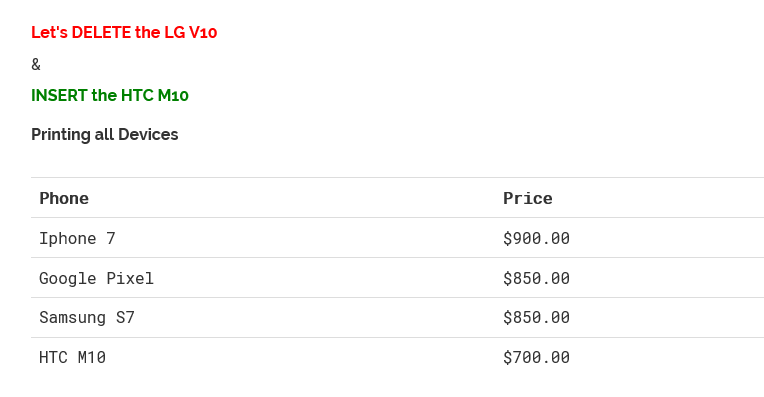 Let's DELETE the LG V10
&
INSERT the HTC M10
Printing all Devices
Phone Price
Iphone 7 $900.00
Google Pixel $850.00
Samsung S7 $850.00
HTC M10 $700.00